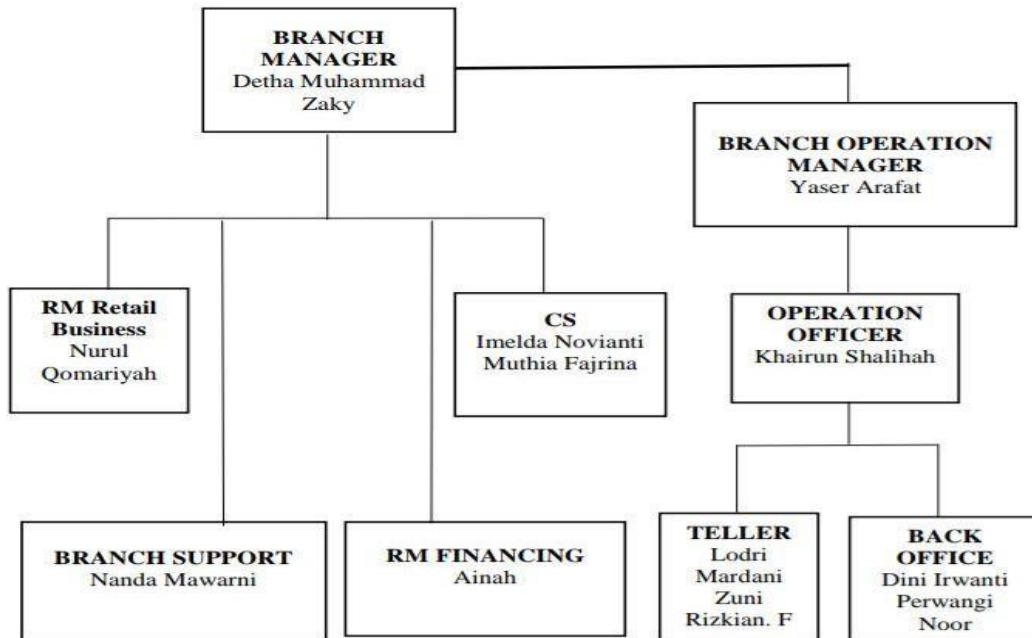 BRANCH
MANAGER
Detha Muhammad
Zaky
BRANCH OPERATION
MANAGER
Yaser Arafat
RM Retail
Business
Nurul
Qomariyah
CS
Imelda Novianti
Muthia Fajrina
OPERATION
OFFICER
Khairun Shalihah
BRANCH SUPPORT
Nanda Mawarni
RM FINANCING
Ainah
TELLER
Lodri
Mardani
Zuni
Rizkian. F
BACK
OFFICE
Dini Irwanti
Perwangi
Noor